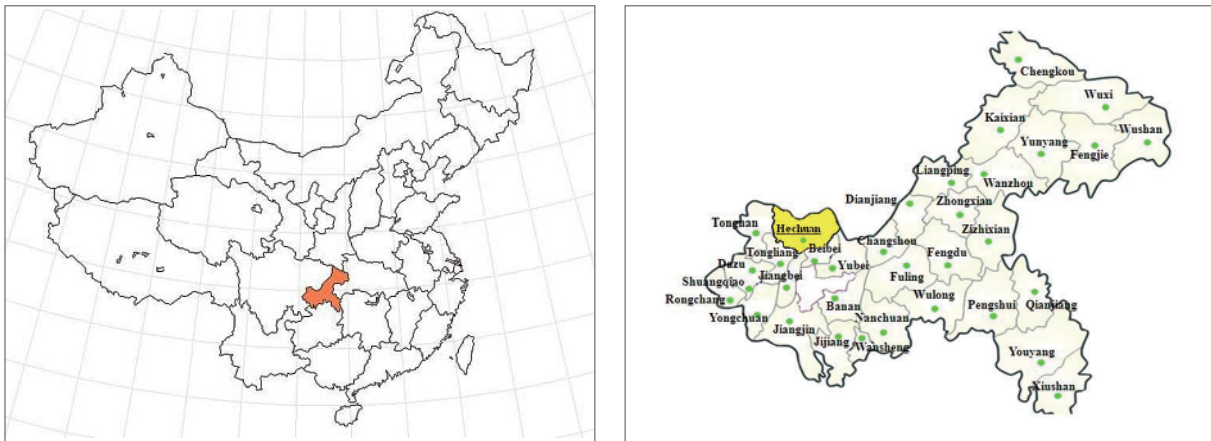 Chengkou
Wuxi
Kaixian
Wushan
Yunyang
Fengjie
Liangping
Wanzhou
Dianjiang
Zhongxian
Tongnan
Hechuan
Zizhixian
Beibei
Changshou
Tongliang
Fengdu
Dazu
Yubei
Jiangbei
Fuling
Shuangqiao
Wulong
Qianjiang
Rongchang
Banan
Pengshui
Yongchuan
Nanchuan
Jiangjin
Jijiang
Wansheng
Youyang
Xiushan